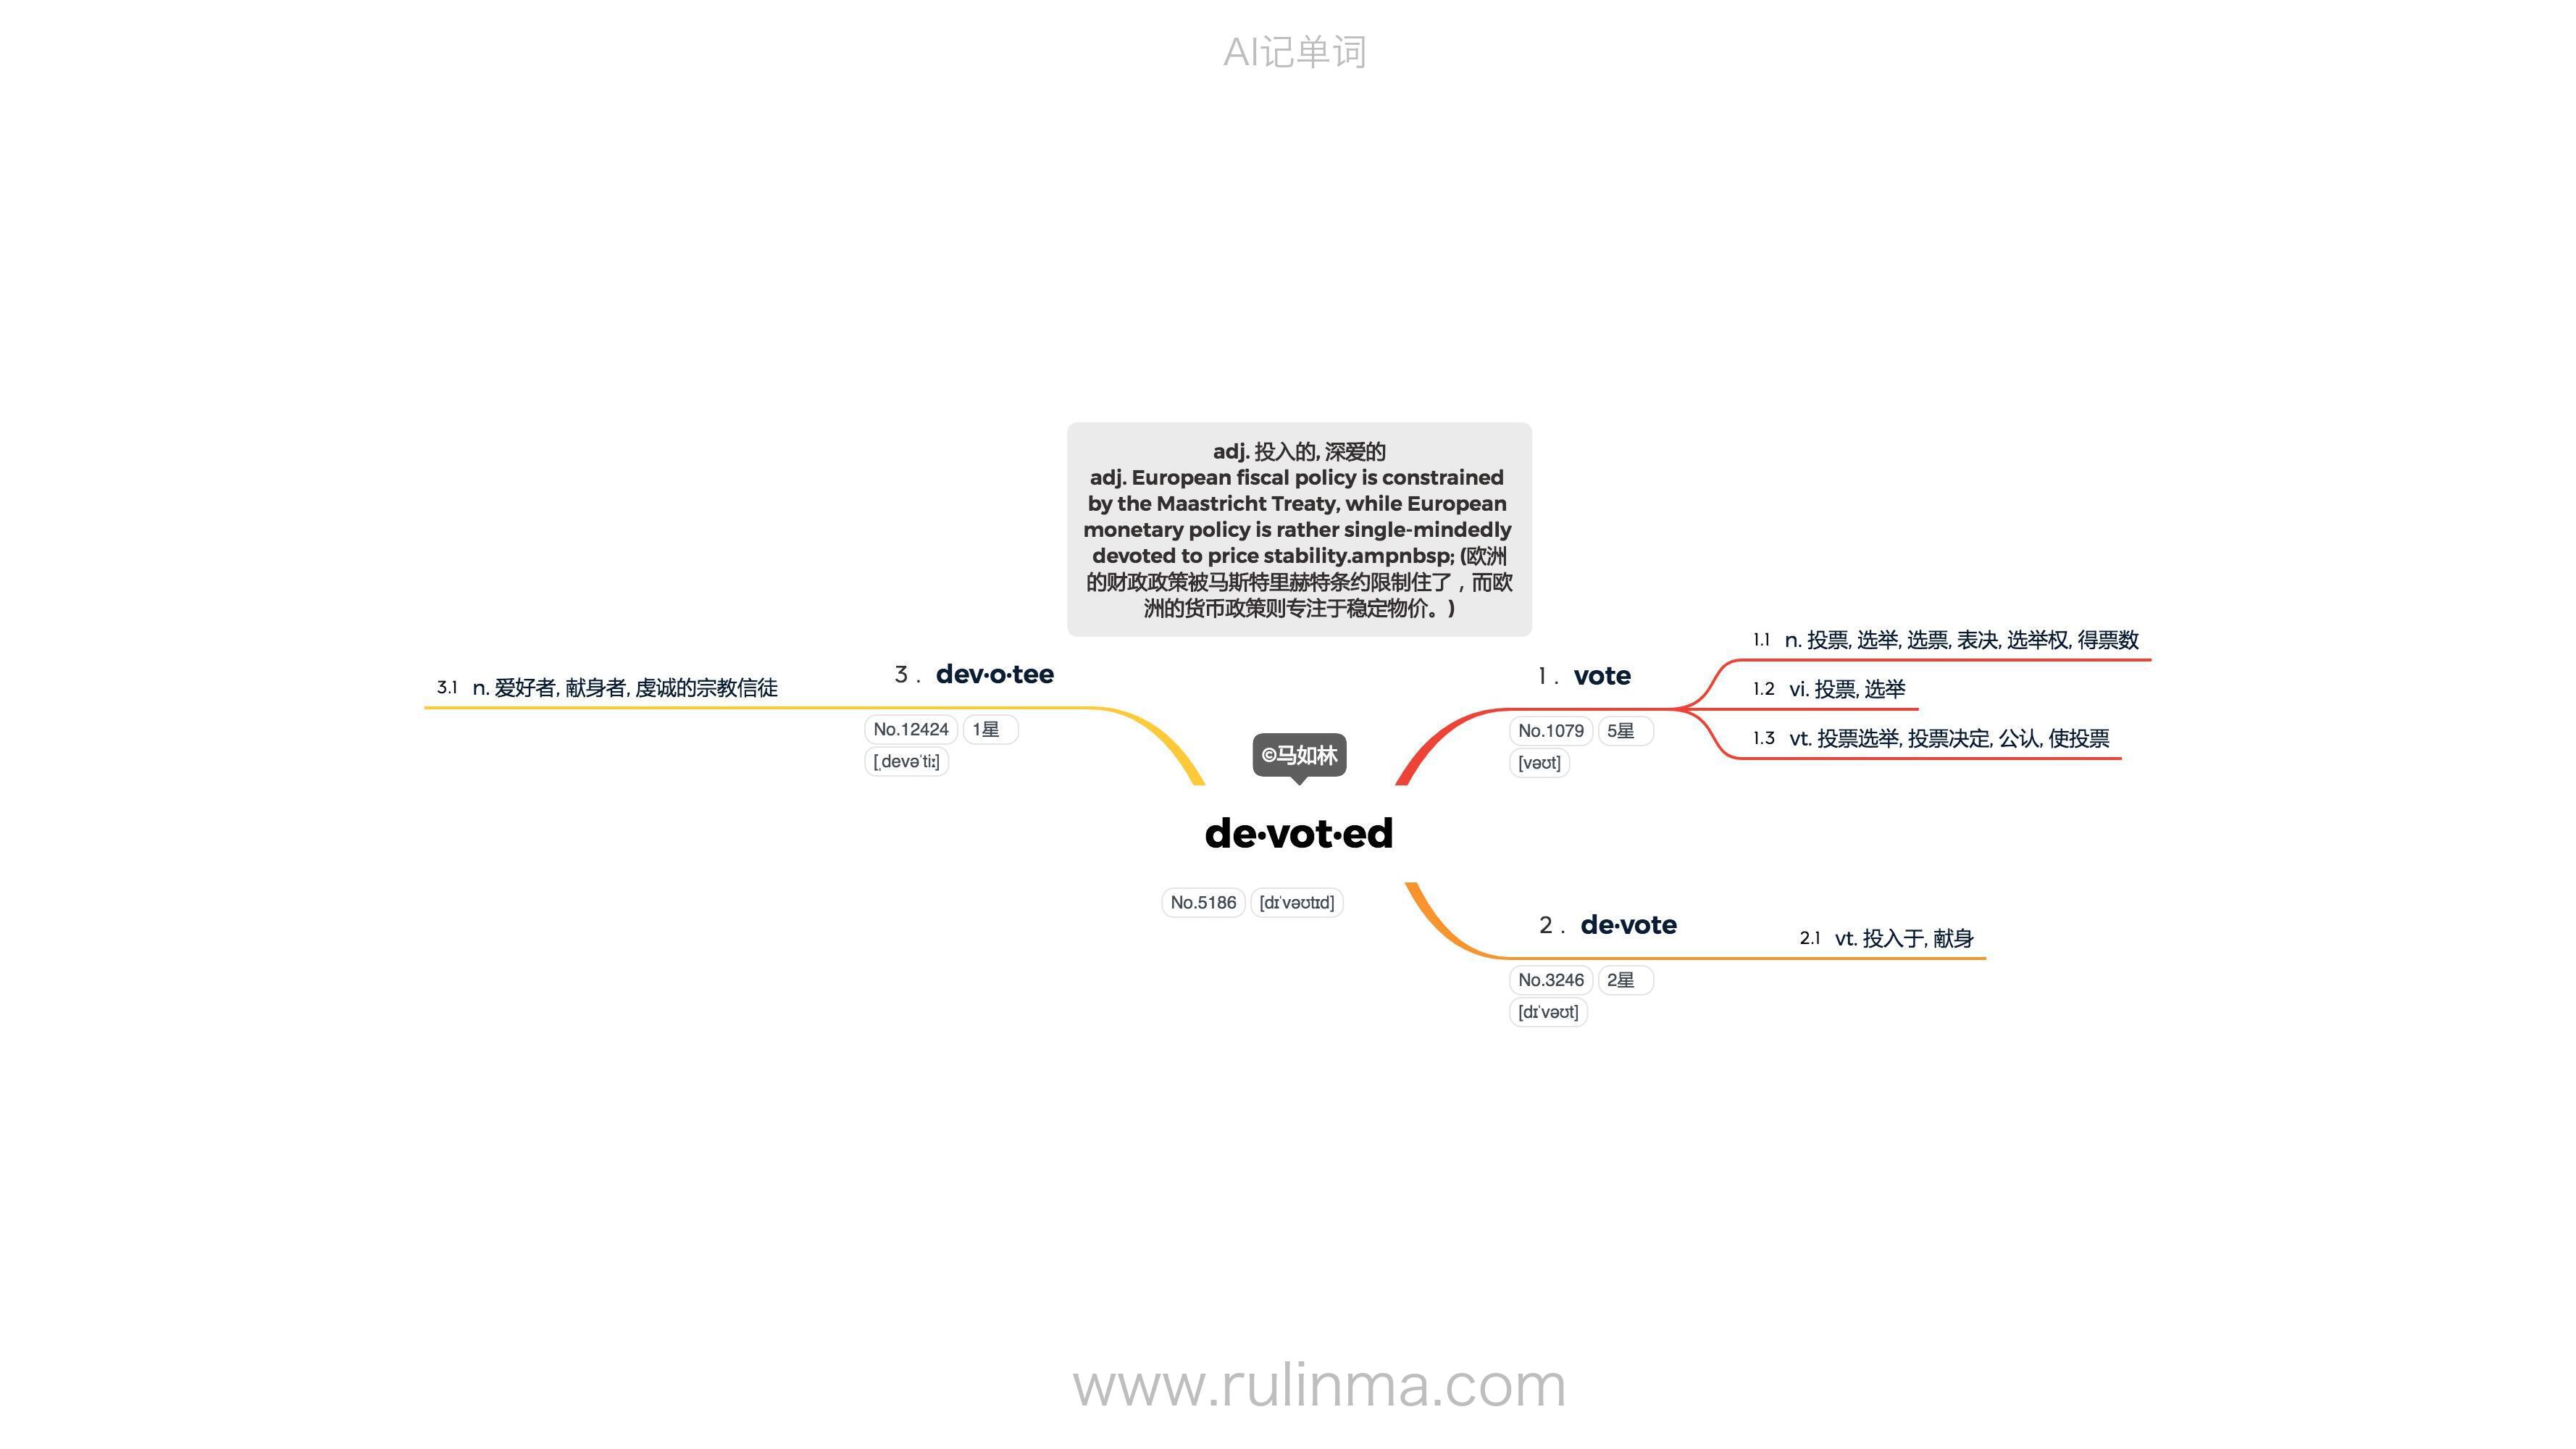 AI记单词
adj. 投入的, 深爱的
adj. European fiscal policy is constrained
by the Maastricht Treaty, while European
monetary policy is rather single-mindedly
devoted to price stability.ampnbsp; (欧洲
的财政政策被马斯特里赫特条约限制住了，而欧
洲的货币政策则专注于稳定物价。)
©马如林
de·vot·ed
No.5186 [dɪˈvəʊtɪd]
1 . vote
No.1079 5星
[vəʊt]
1.1 n. 投票, 选举, 选票, 表决, 选举权, 得票数
1.2 vi. 投票, 选举
1.3 vt. 投票选举, 投票决定, 公认, 使投票
2 . de·vote
No.3246 2星
[dɪˈvəʊt]
2.1 vt. 投入于, 献身
3 . dev·o·tee
No.12424 1星
[ˌdevəˈtiː]
3.1 n. 爱好者, 献身者, 虔诚的宗教信徒
www.rulinma.com